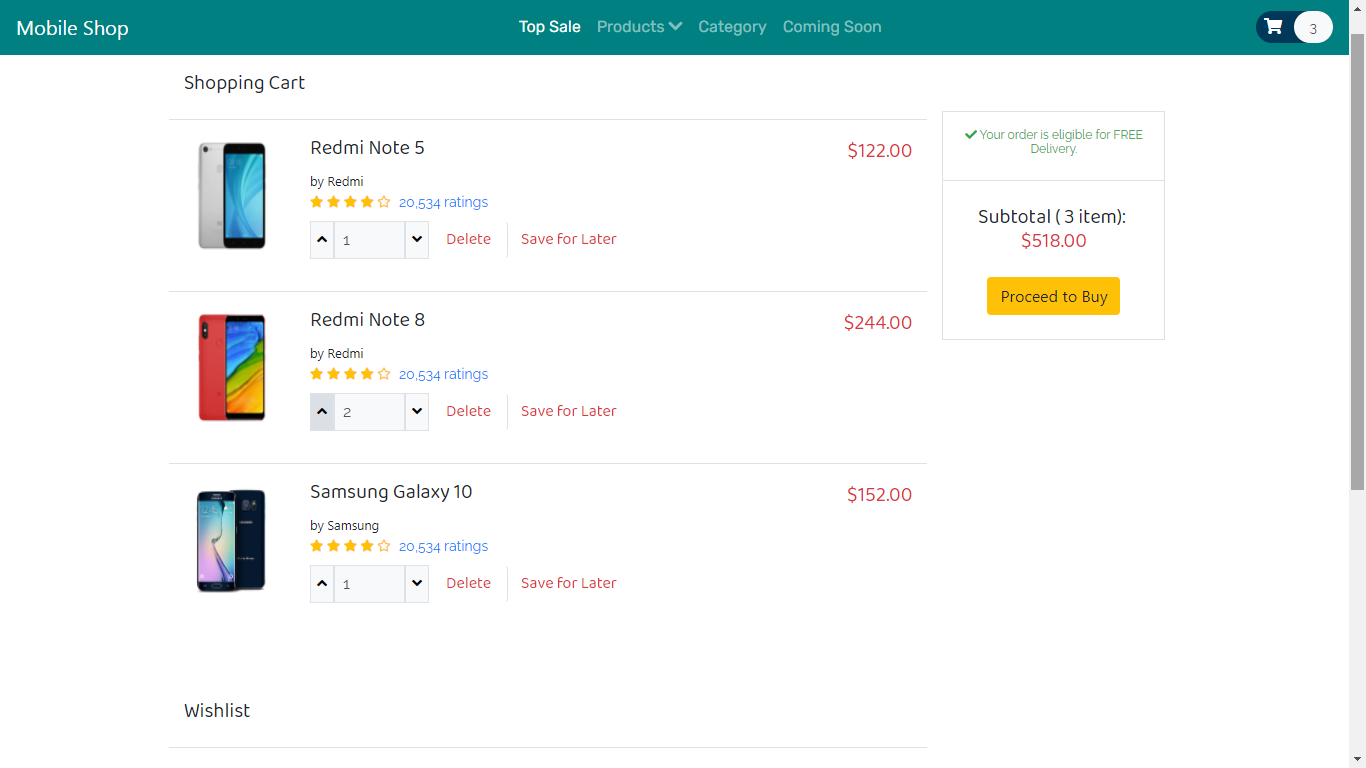 Mobile Shop
Top Sale Products Category Coming Soon
3
Shopping Cart
Redmi Note 5
$122.00
by Redmi
20,534 ratings
1
Delete
Save for Later
Redmi Note 8
$244.00
by Redmi
20,534 ratings
2
Delete
Save for Later
Samsung Galaxy 10
$152.00
by Samsung
20,534 ratings
1
Delete
Save for Later
Your order is eligible for FREE
Delivery.
Subtotal ( 3 item):
$518.00
Proceed to Buy
Wishlist